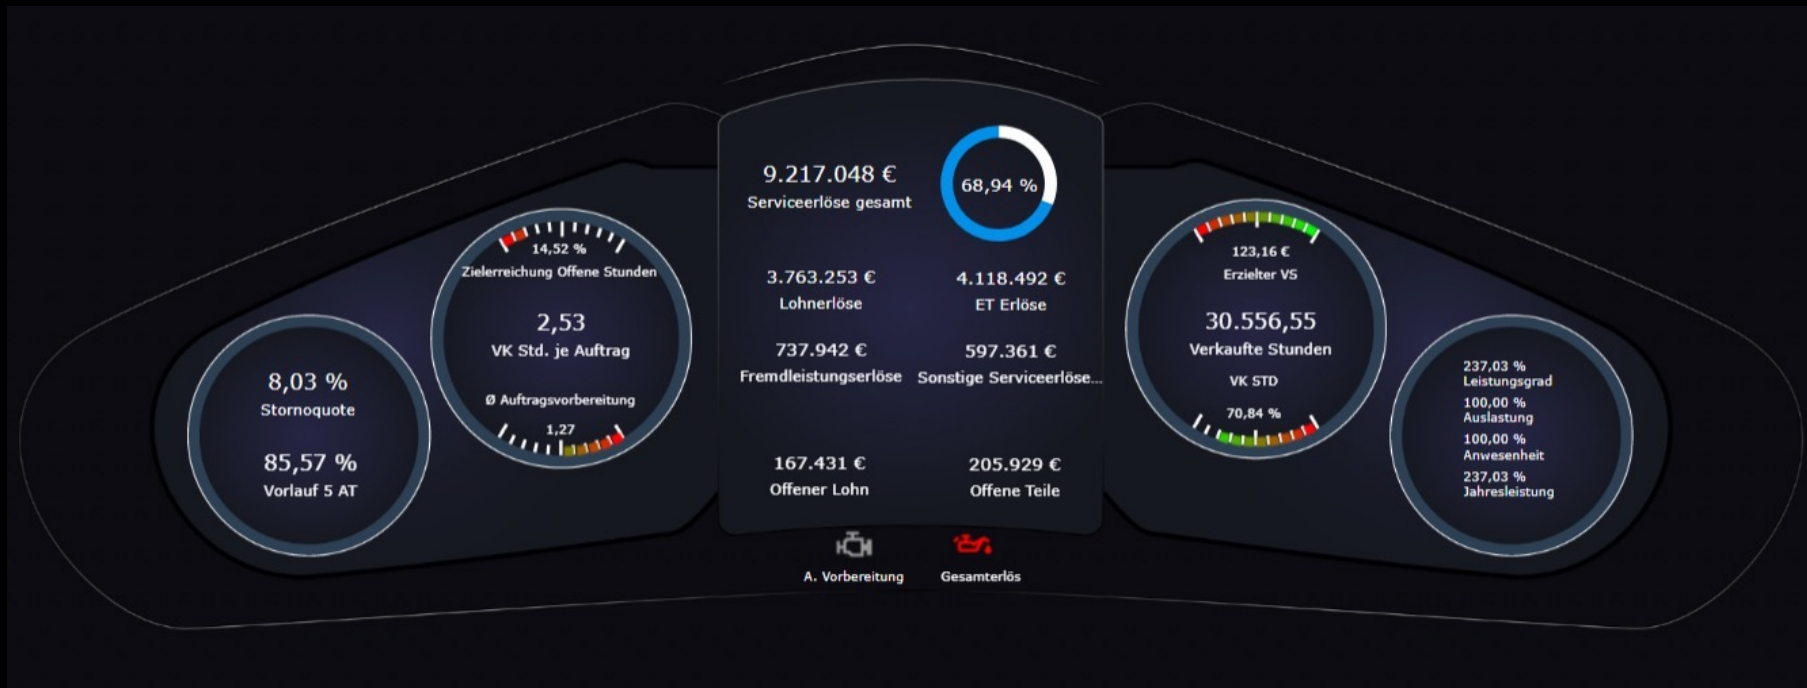 8,03 %
Stornoquote
85,57 %
Vorlauf 5 AT
14,52 %
Zielerreichung Offene Stunden
2,53
VK Std. je Auftrag
Ø Auftragsvorbereitung
1,27
9.217.048 €
Serviceerlöse gesamt
68,94 %
3.763.253 €
Lohnerlöse
4.118.492 €
ET Erlöse
737.942 €
Fremdleistungserlöse
597.361 €
Sonstige Serviceerlöse...
167.431 €
Offener Lohn
205.929 €
Offene Teile
A. Vorbereitung
Gesamterlös
123,16 €
Erzielter VS
30.556,55
Verkaufte Stunden
VK STD
70,84 %
237,03 %
Leistungsgrad
100,00 %
Auslastung
100,00 %
Anwesenheit
237,03 %
Jahresleistung